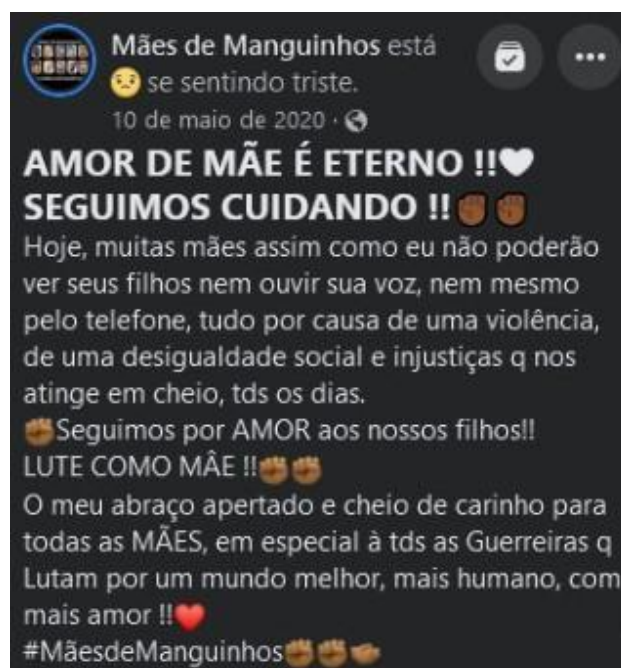 Mães de Manguinhos está
😟 se sentindo triste.
10 de maio de 2020 ·
AMOR DE MÃE É ETERNO !!🤍
SEGUIMOS CUIDANDO !!✊🏾✊🏾
Hoje, muitas mães assim como eu não poderão
ver seus filhos nem ouvir sua voz, nem mesmo
pelo telefone, tudo por causa de uma violência,
de uma desigualdade social e injustiças q nos
atinge em cheio, tds os dias.
✊🏾Seguimos por AMOR aos nossos filhos!!
LUTE COMO MÂE !!✊🏾✊🏾
O meu abraço apertado e cheio de carinho para
todas as MÃES, em especial à tds as Guerreiras q
Lutam por um mundo melhor, mais humano, com
mais amor !!❤️
#MãesdeManguinhos✊🏾✊🏾🤜🏾